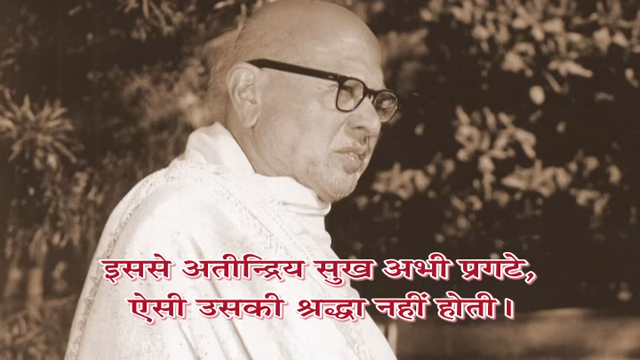 इससे अतीन्द्रिय सुख अभी प्रगटे,
ऐसी उसकी श्रद्धा नहीं होती।